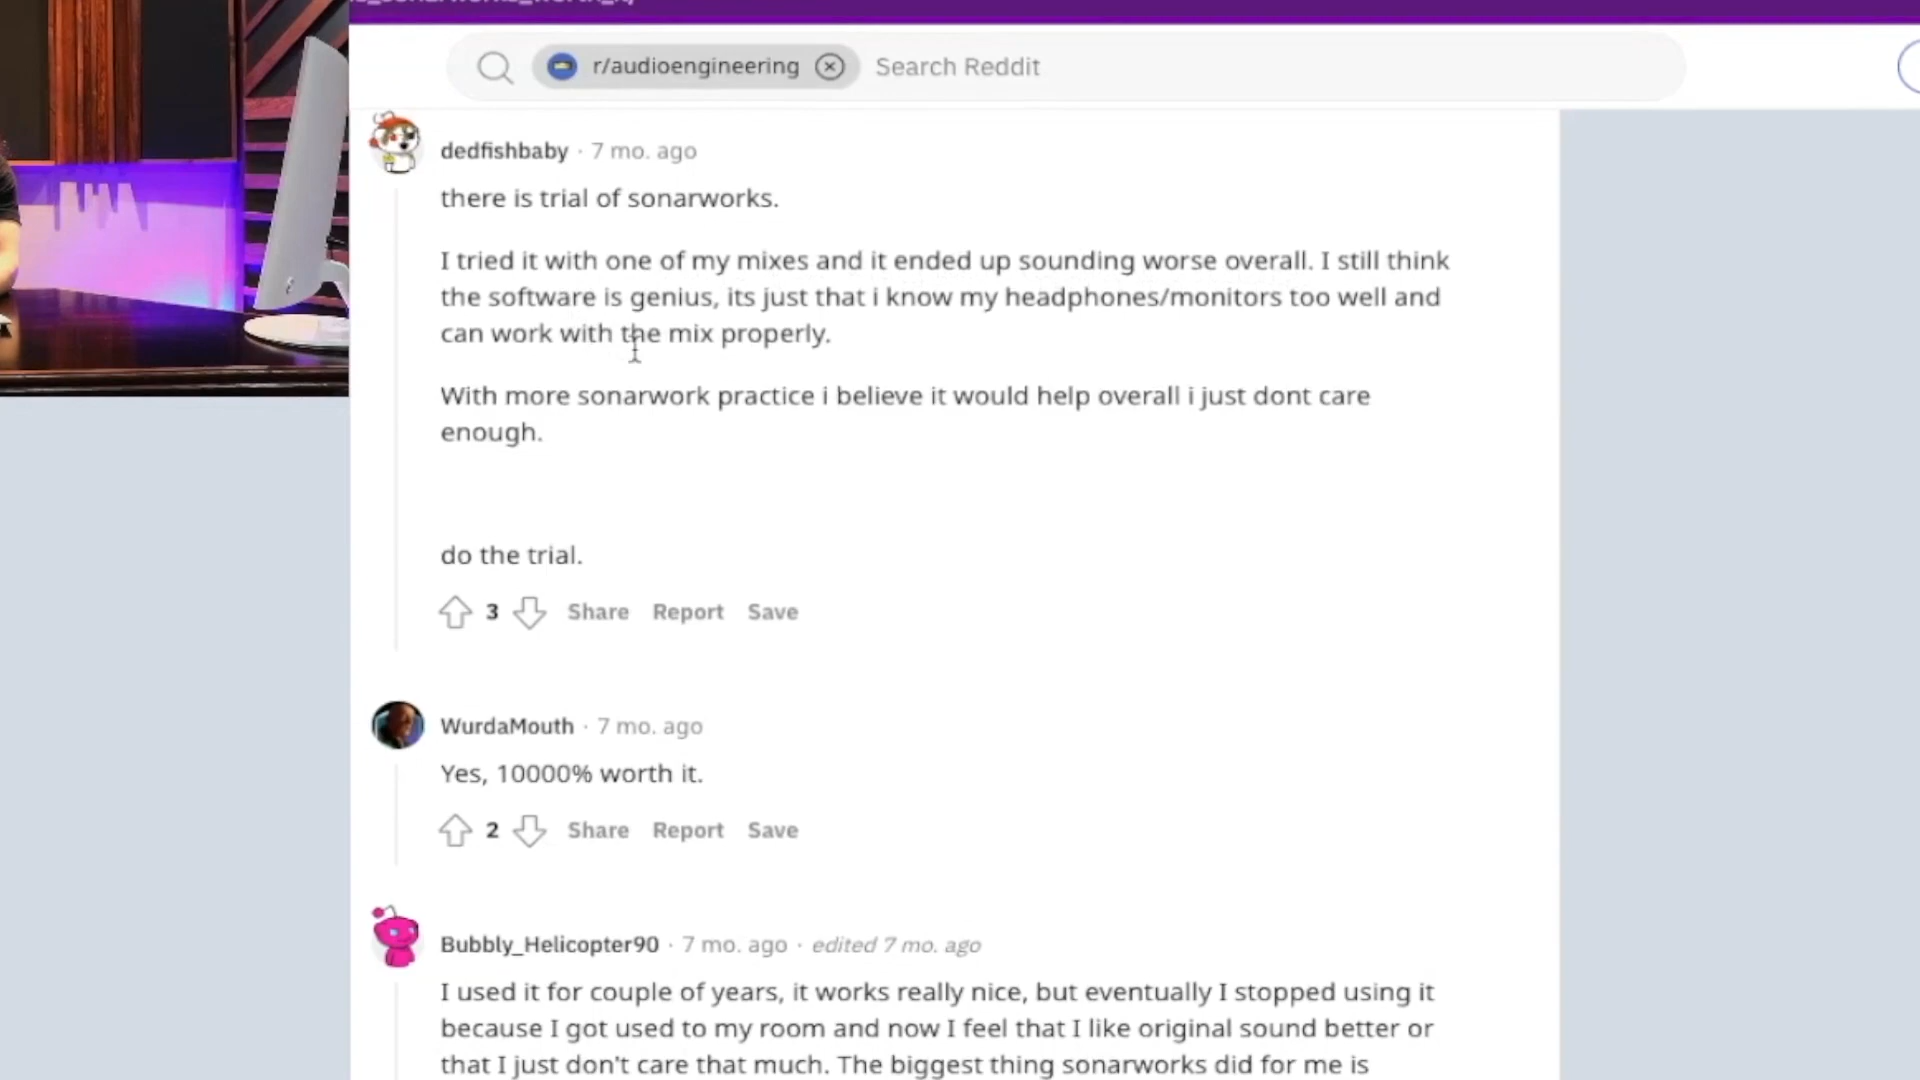 r/audioengineering Search Reddit
dedfishbaby · 7 mo. ago
there is trial of sonarworks.
I tried it with one of my mixes and it ended up sounding worse overall. I still think
the software is genius, its just that i know my headphones/monitors too well and
can work with the mix properly.
With more sonarwork practice i believe it would help overall i just dont care
enough.
do the trial.
3 Share Report Save
WurdaMouth · 7 mo. ago
Yes, 10000% worth it.
2 Share Report Save
Bubbly_Helicopter90 · 7 mo. ago · edited 7 mo. ago
I used it for couple of years, it works really nice, but eventually I stopped using it
because I got used to my room and now I feel that I like original sound better or
that I just don't care that much. The biggest thing sonarworks did for me is